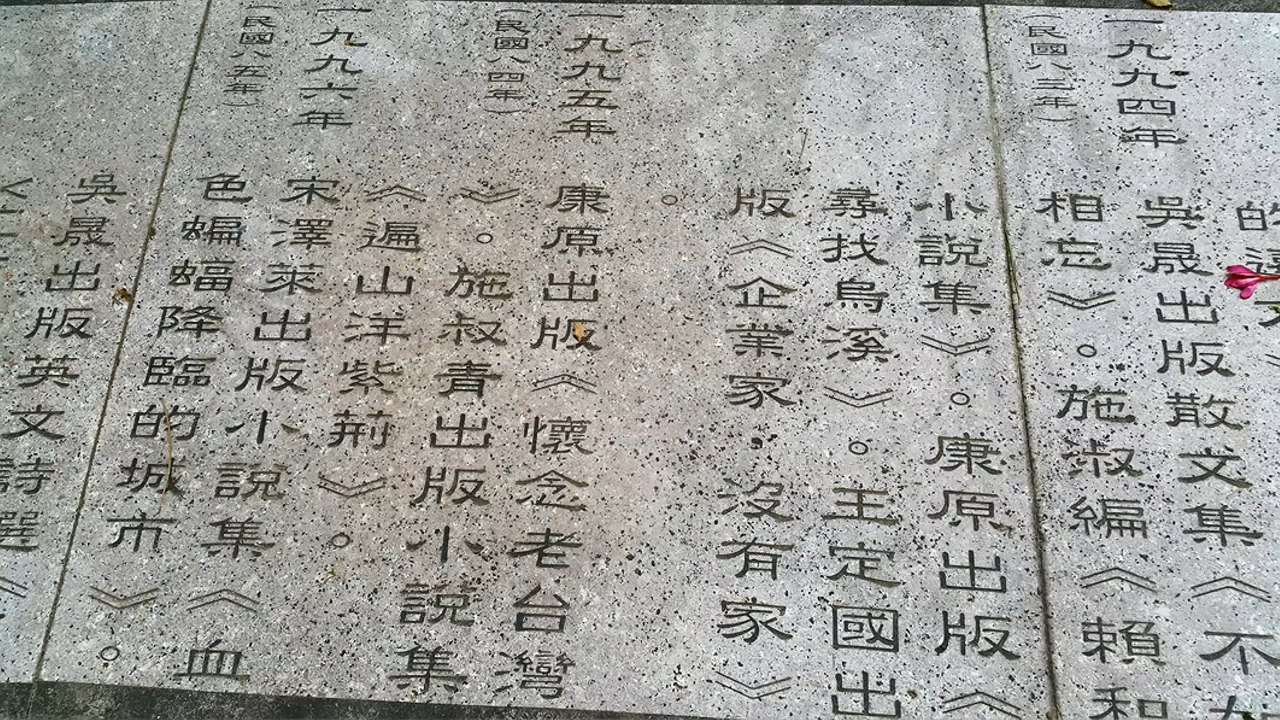 的
一九九四年
（民國八三年）
吳晟出版散文集《不如
相忘》。施淑編《賴和
小說集》。康原出版《
尋找烏溪》。王定國出
版《企業家‧沒有家》
。
一九九五年
（民國八四年）
康原出版《懷念老台灣
》。施叔青出版小說集
《遍山洋紫荊》。
一九九六年
（民國八五年）
宋澤萊出版小說集《血
色蝙蝠降臨的城市》。
吳晟出版英文詩選《